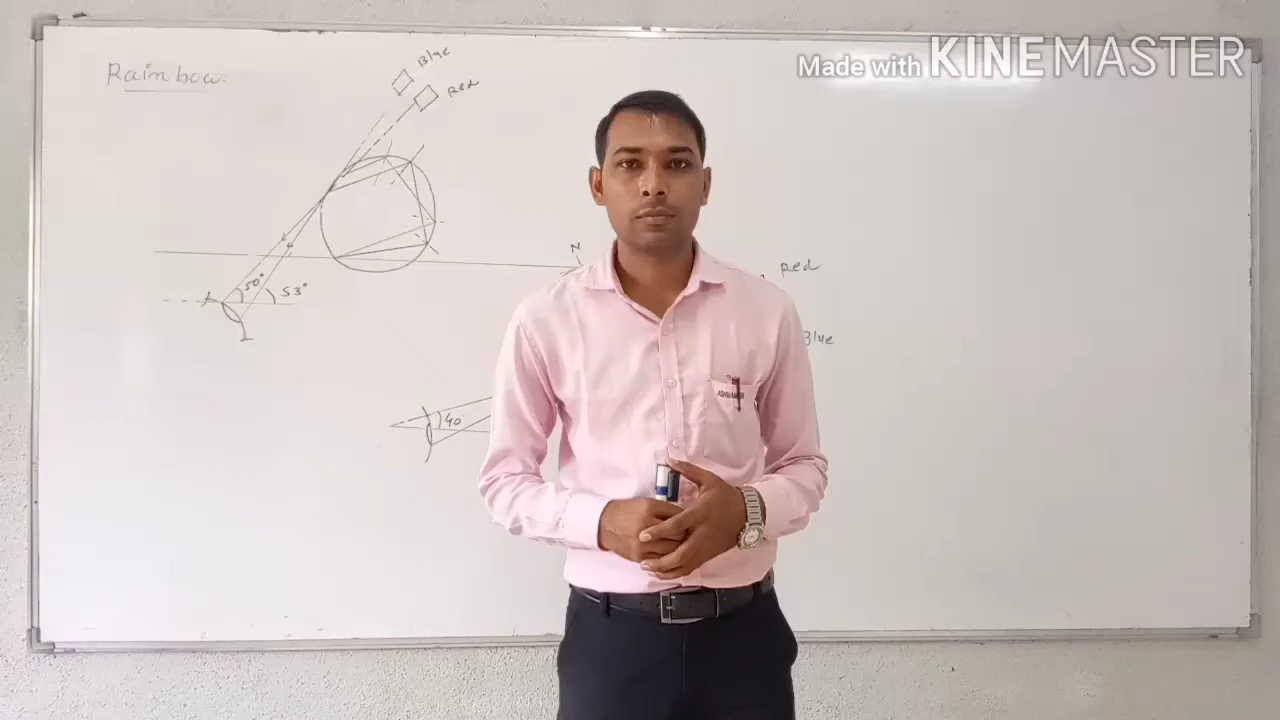 Made with KINEMASTER
Rainbow:
Blue
Red
N
Red
50°
53°
Blue
40°